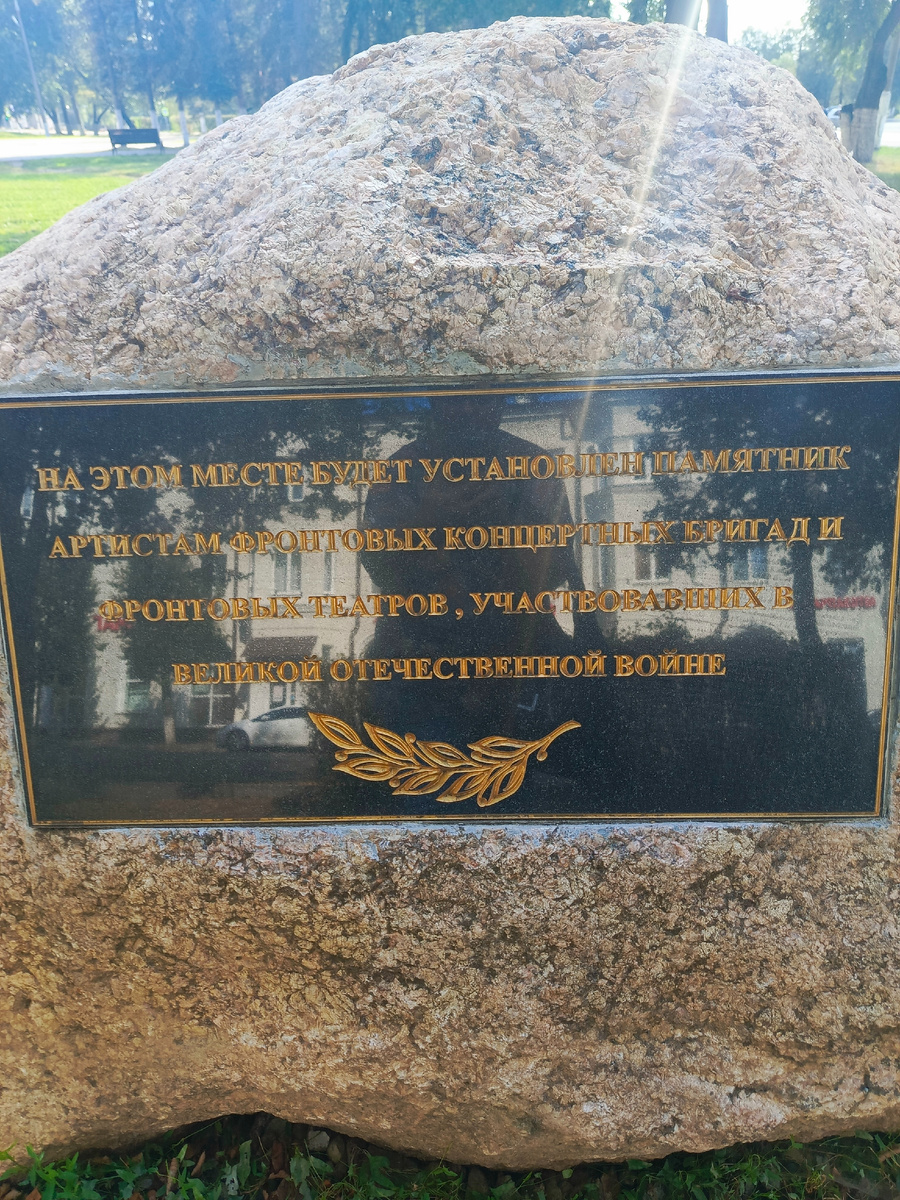 НА ЭТОМ МЕСТЕ БУДЕТ УСТАНОВЛЕН ПАМЯТНИК
АРТИСТАМ ФРОНТОВЫХ КОНЦЕРТНЫХ БРИГАД И
ФРОНТОВЫХ ТЕАТРОВ , УЧАСТВОВАВШИХ В
ВЕЛИКОЙ ОТЕЧЕСТВЕННОЙ ВОЙНЕ